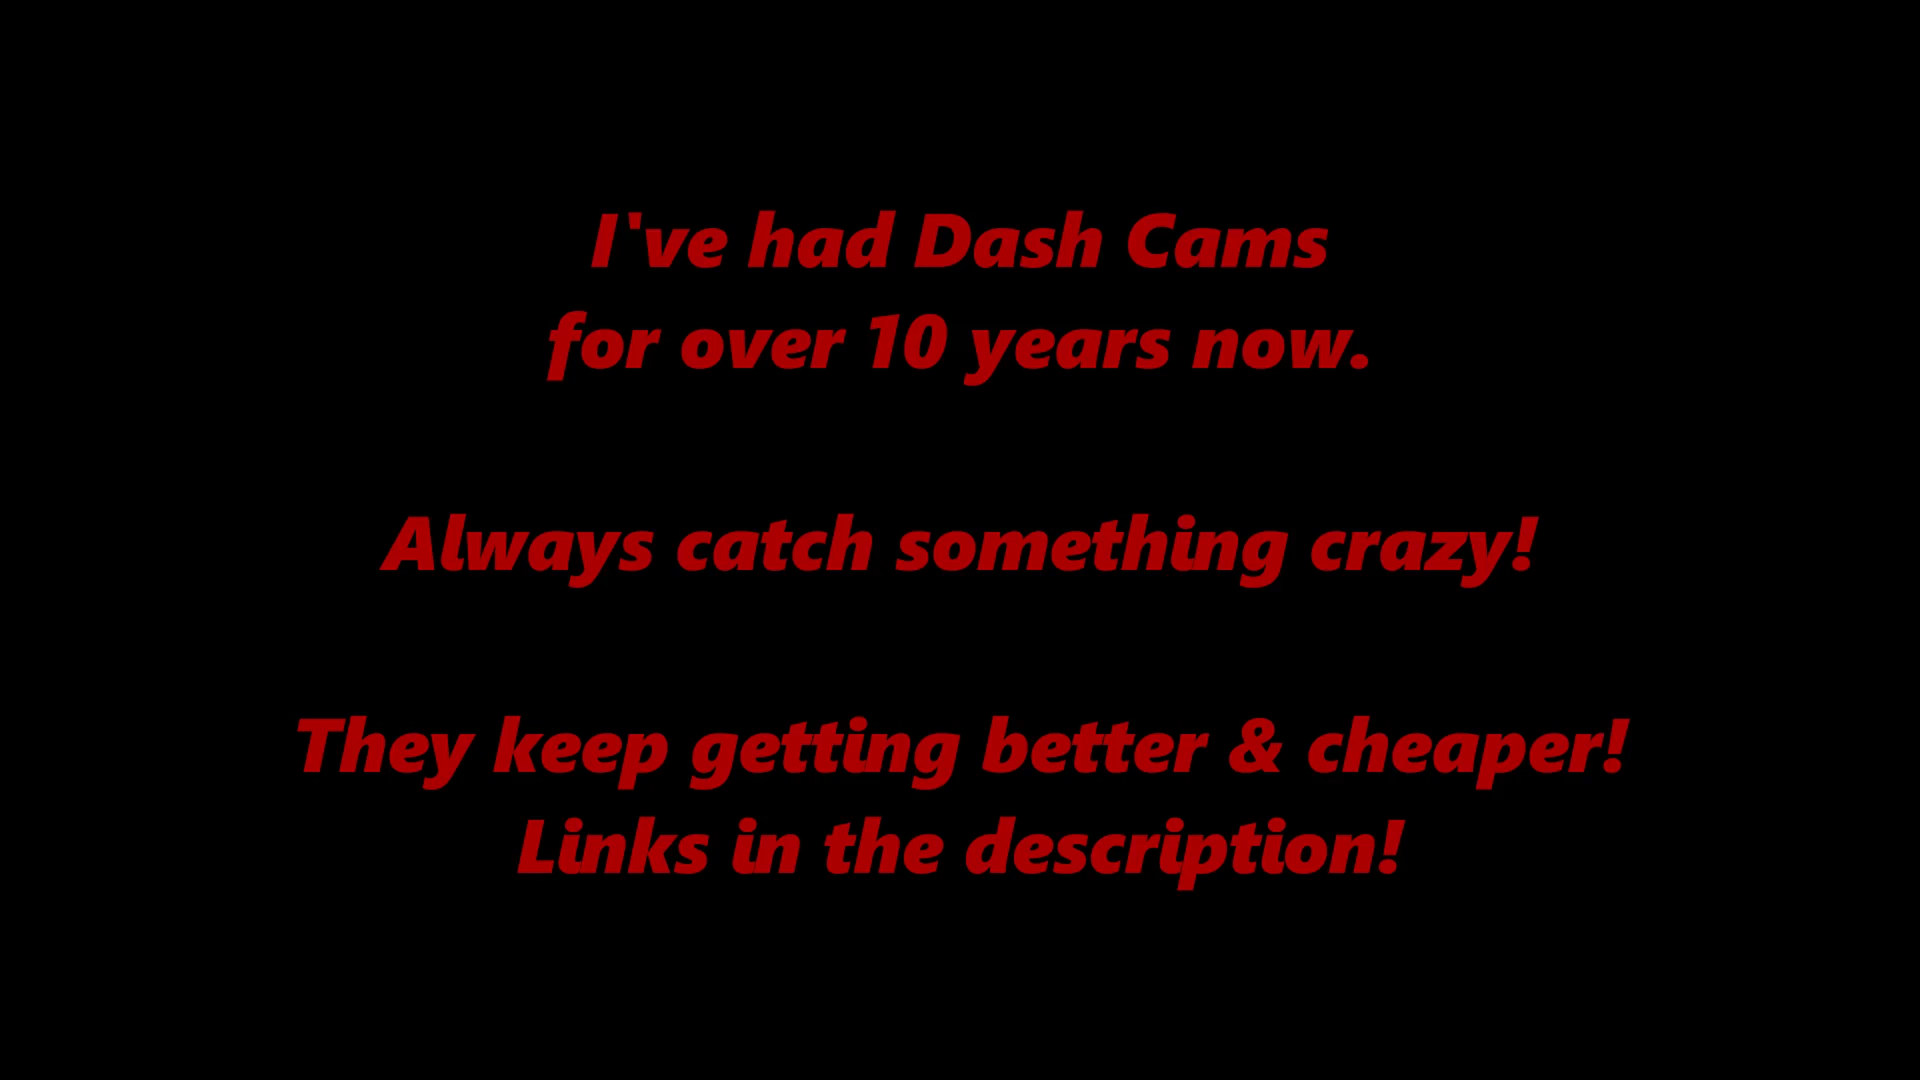 I've had Dash Cams
for over 10 years now.
Always catch something crazy!
They keep getting better & cheaper!
Links in the description!